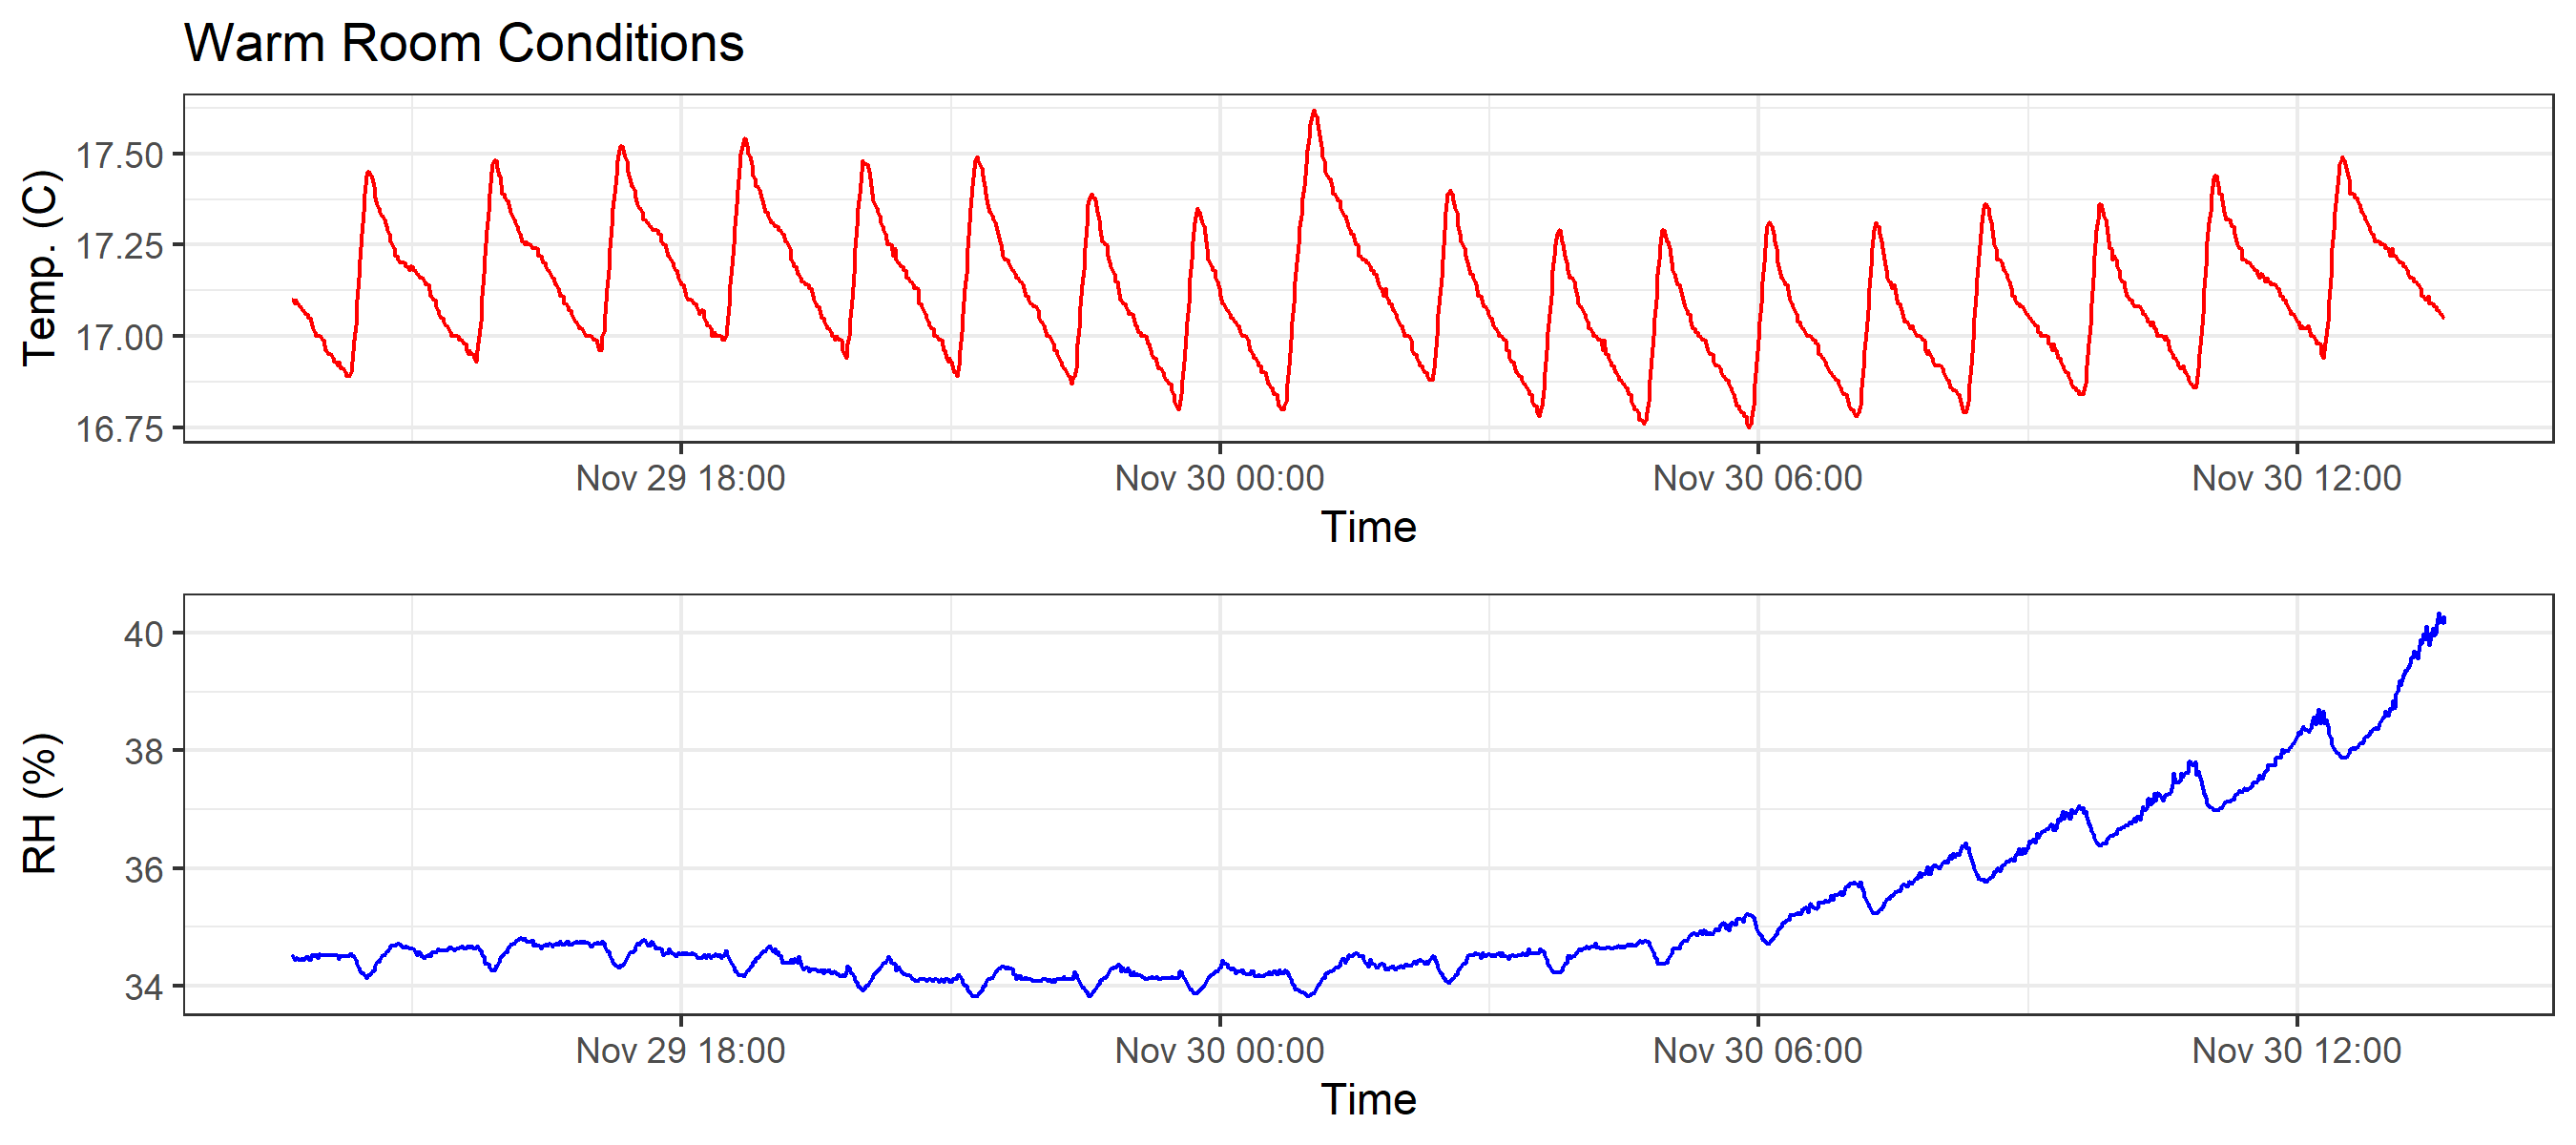 Warm Room Conditions
Temp. (C)
17.50
17.25
17.00
16.75
Nov 29 18:00 Nov 30 00:00 Nov 30 06:00 Nov 30 12:00
Time
RH (%)
40
38
36
34
Nov 29 18:00 Nov 30 00:00 Nov 30 06:00 Nov 30 12:00
Time